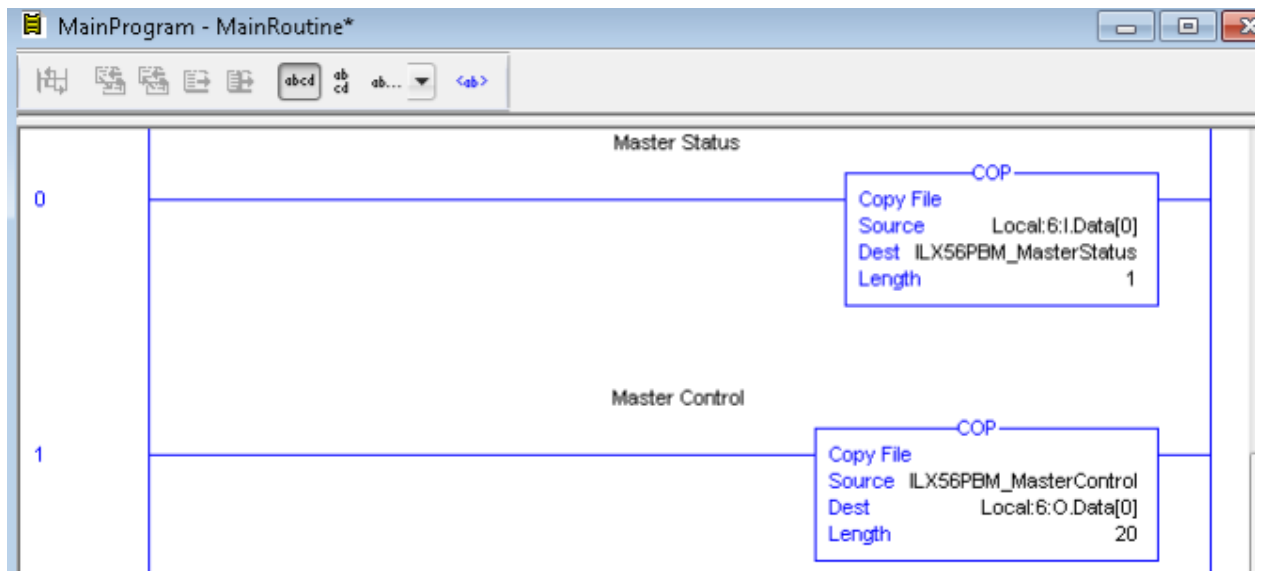 MainProgram - MainRoutine*
abcd ab cd ab... <ab>
Master Status
0
COP
Copy File
Source Local:6:I.Data[0]
Dest ILX56PBM_MasterStatus
Length 1
Master Control
1
COP
Copy File
Source ILX56PBM_MasterControl
Dest Local:6:O.Data[0]
Length 20